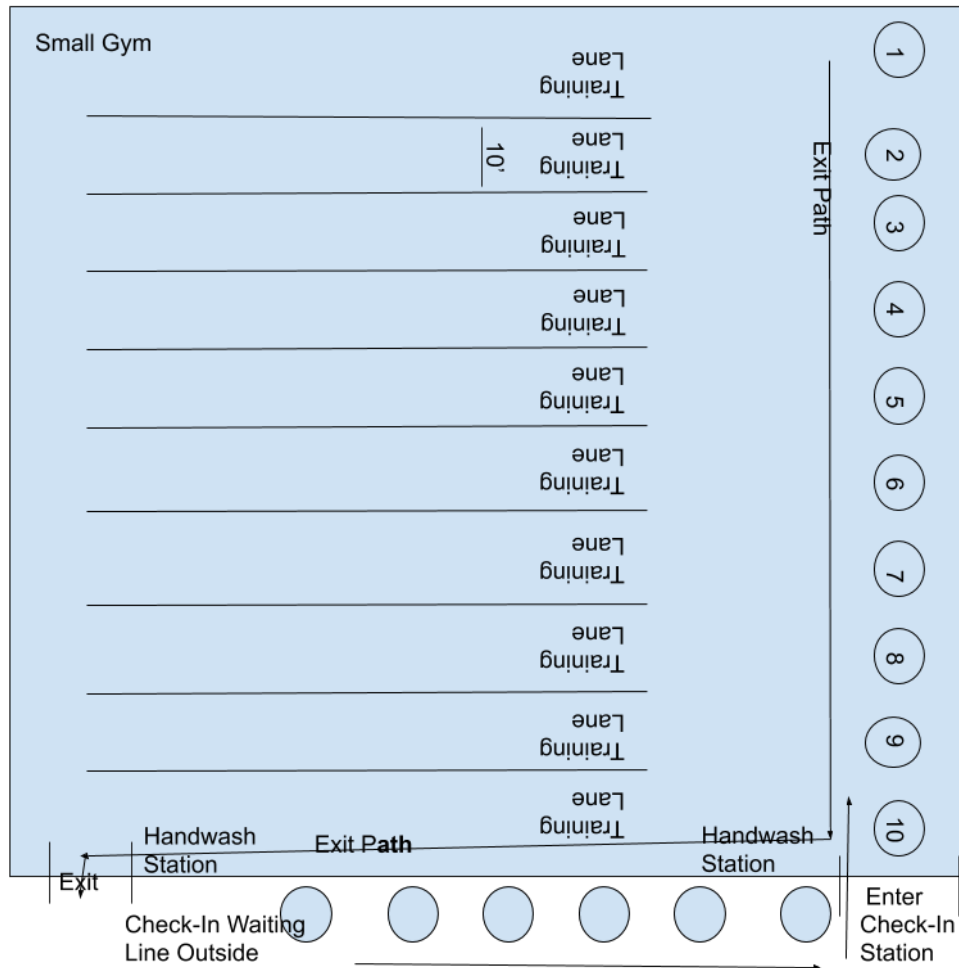 Small Gym
Training
Lane
1
Training
Lane
10'
2
Exit Path
Training
Lane
3
Training
Lane
4
Training
Lane
5
Training
Lane
6
Training
Lane
7
Training
Lane
8
Training
Lane
9
Training
Lane
10
Handwash
Station
Exit Path
Handwash
Station
Exit
Check-In Waiting
Line Outside
Enter
Check-In
Station